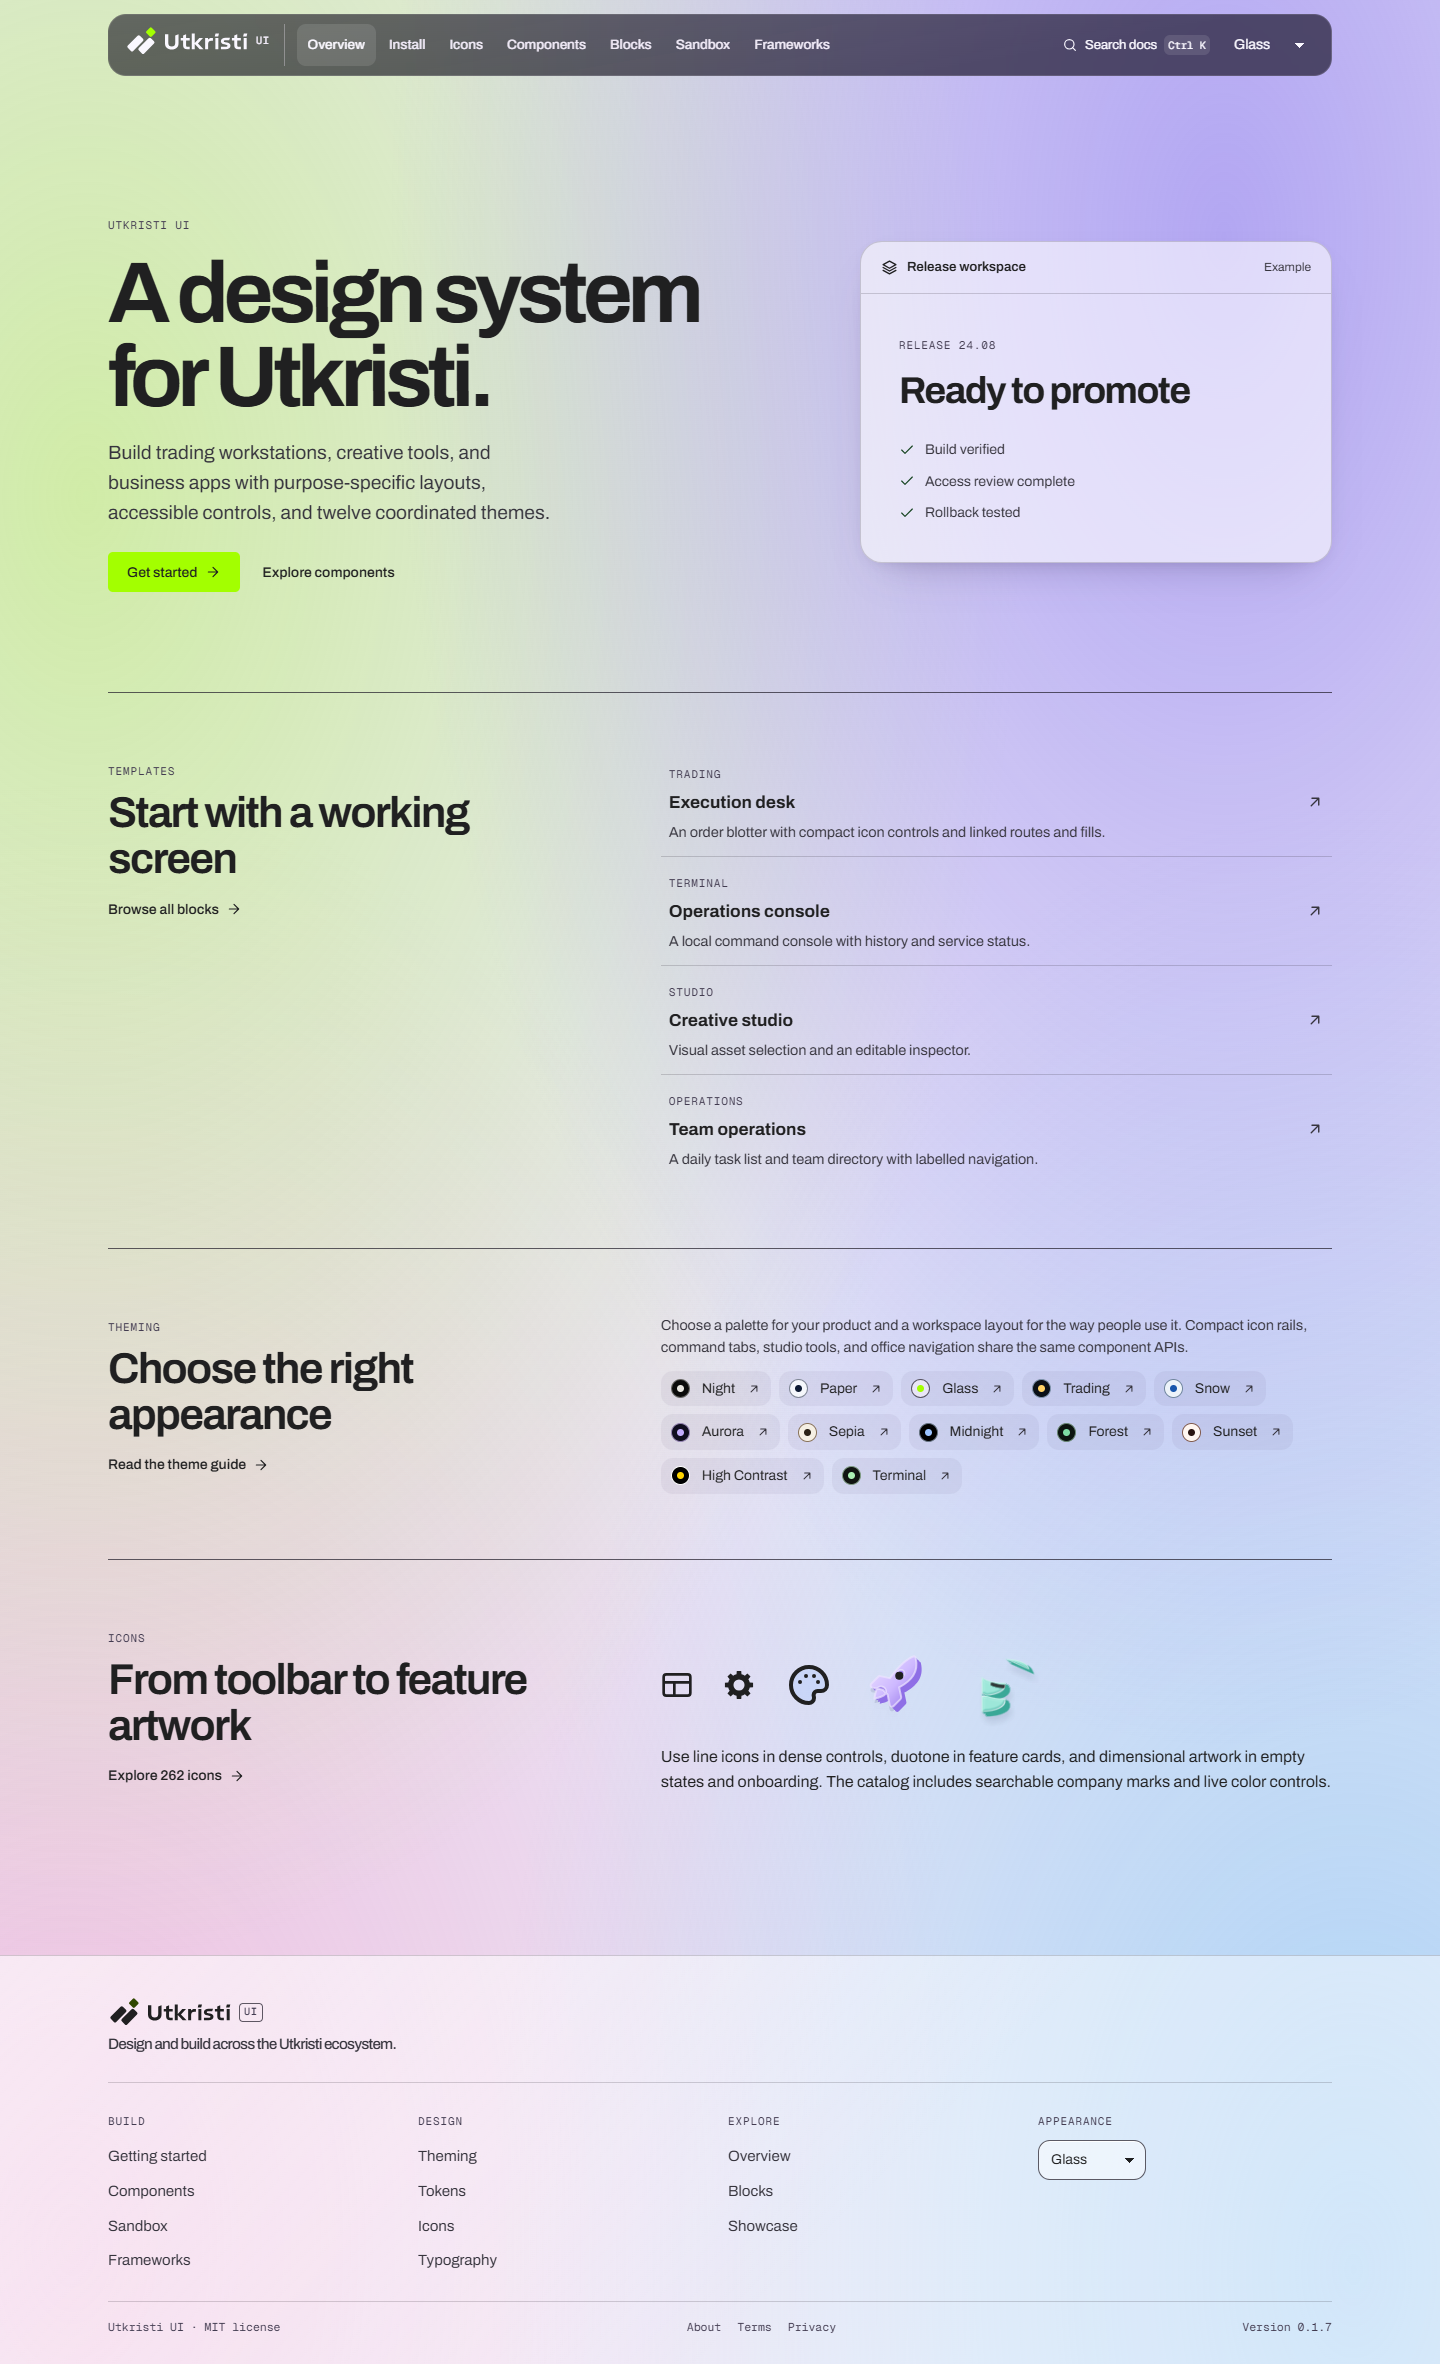 Utkristi UI
Overview Install Icons Components Blocks Sandbox Frameworks
Search docs Ctrl K Glass
UTKRISTI UI
A design system
for Utkristi.
Build trading workstations, creative tools, and
business apps with purpose-specific layouts,
accessible controls, and twelve coordinated themes.
Get started
Explore components
Release workspace
Example
RELEASE 24.08
Ready to promote
Build verified
Access review complete
Rollback tested
TEMPLATES
Start with a working
screen
Browse all blocks
TRADING
Execution desk
An order blotter with compact icon controls and linked routes and fills.
TERMINAL
Operations console
A local command console with history and service status.
STUDIO
Creative studio
Visual asset selection and an editable inspector.
OPERATIONS
Team operations
A daily task list and team directory with labelled navigation.
THEMING
Choose the right
appearance
Read the theme guide
Choose a palette for your product and a workspace layout for the way people use it. Compact icon rails,
command tabs, studio tools, and office navigation share the same component APIs.
Night Paper Glass Trading Snow
Aurora Sepia Midnight Forest Sunset
High Contrast Terminal
ICONS
From toolbar to feature
artwork
Explore 262 icons
Use line icons in dense controls, duotone in feature cards, and dimensional artwork in empty
states and onboarding. The catalog includes searchable company marks and live color controls.
Utkristi UI
Design and build across the Utkristi ecosystem.
BUILD
Getting started
Components
Sandbox
Frameworks
DESIGN
Theming
Tokens
Icons
Typography
EXPLORE
Overview
Blocks
Showcase
APPEARANCE
Glass
Utkristi UI · MIT license
About Terms Privacy
Version 0.1.7